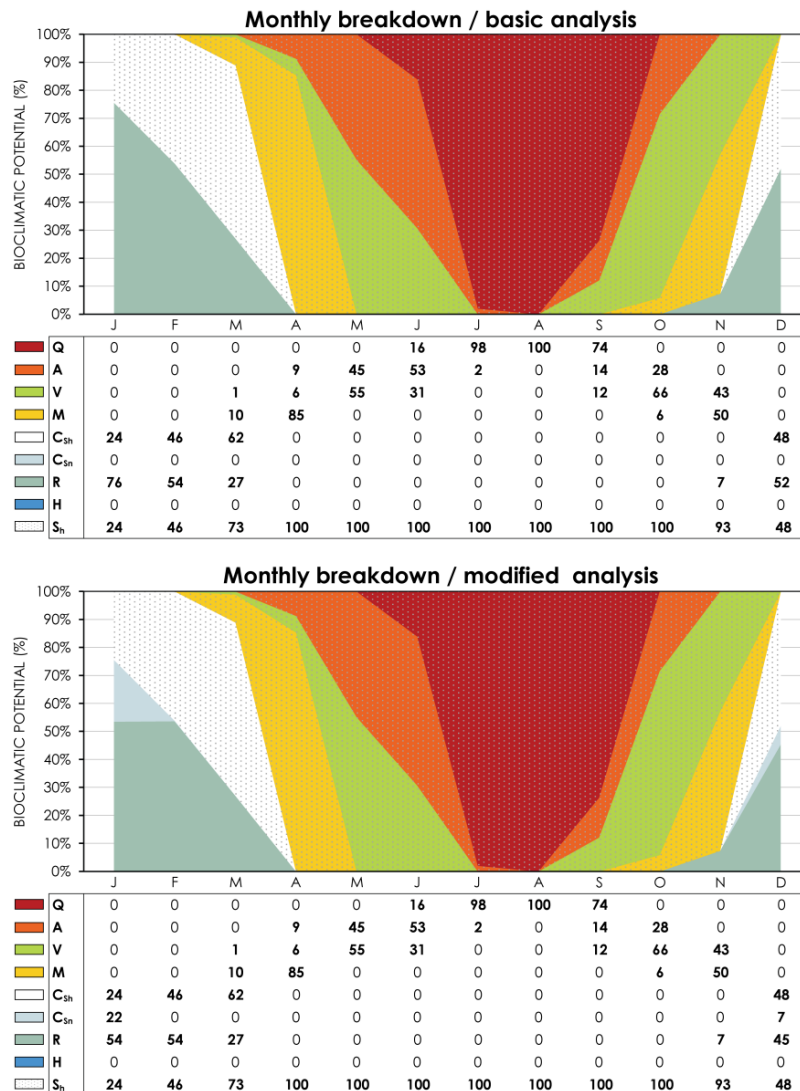 Monthly breakdown / basic analysis
BIOCLIMATIC POTENTIAL (%)
100%
90%
80%
70%
60%
50%
40%
30%
20%
10%
0%
J F M A M J J A S O N D
Q 0 0 0 0 0 16 98 100 74 0 0 0
A 0 0 0 9 45 53 2 0 14 28 0 0
V 0 0 1 6 55 31 0 0 12 66 43 0
M 0 0 10 85 0 0 0 0 0 6 50 0
CSh 24 46 62 0 0 0 0 0 0 0 0 48
CSn 0 0 0 0 0 0 0 0 0 0 0 0
R 76 54 27 0 0 0 0 0 0 0 7 52
H 0 0 0 0 0 0 0 0 0 0 0 0
Sh 24 46 73 100 100 100 100 100 100 100 93 48
Monthly breakdown / modified analysis
BIOCLIMATIC POTENTIAL (%)
100%
90%
80%
70%
60%
50%
40%
30%
20%
10%
0%
J F M A M J J A S O N D
Q 0 0 0 0 0 16 98 100 74 0 0 0
A 0 0 0 9 45 53 2 0 14 28 0 0
V 0 0 1 6 55 31 0 0 12 66 43 0
M 0 0 10 85 0 0 0 0 0 6 50 0
CSh 24 46 62 0 0 0 0 0 0 0 0 48
CSn 22 0 0 0 0 0 0 0 0 0 0 7
R 54 54 27 0 0 0 0 0 0 0 7 45
H 0 0 0 0 0 0 0 0 0 0 0 0
Sh 24 46 73 100 100 100 100 100 100 100 93 48